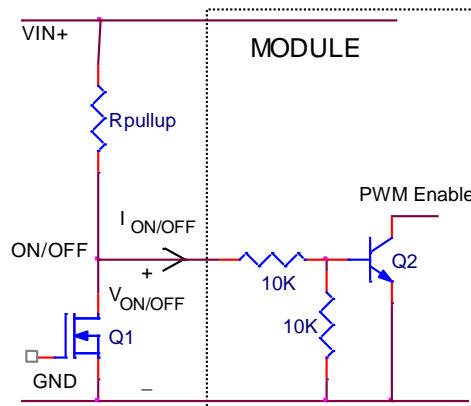 VIN+
MODULE
Rpullup
PWM Enable
I ON/OFF
ON/OFF
+
Q2
10K
V ON/OFF
10K
Q1
GND
–